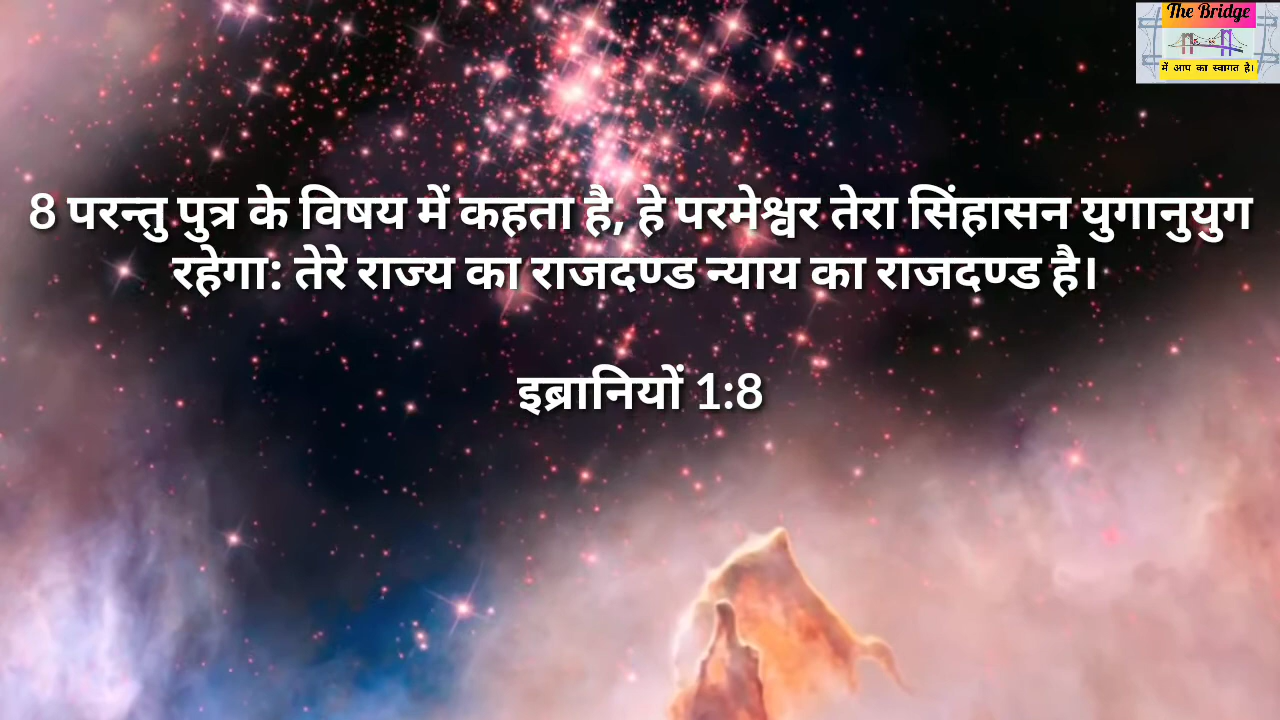 The Bridge
में आप का स्वागत है।
8 परन्तु पुत्र के विषय में कहता है, हे परमेश्वर तेरा सिंहासन युगानुयुग
रहेगा: तेरे राज्य का राजदण्ड न्याय का राजदण्ड है।
इब्रानियों 1:8